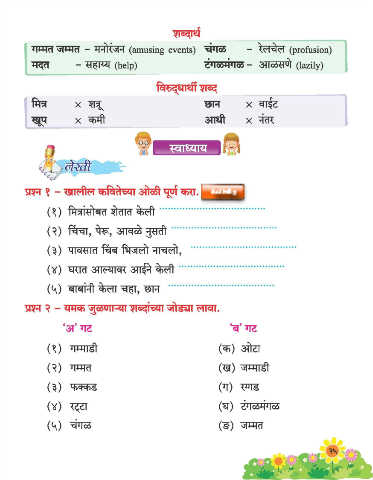 शब्दार्थ
गम्मत जम्मत – मनोरंजन (amusing events) चंगळ – रेलचेल (profusion)
मदत – सहाय्य (help) टंगळमंगळ – आळसणे (lazily)
विरुद्धार्थी शब्द
मित्र × शत्रू छान × वाईट
खूप × कमी आधी × नंतर
स्वाध्याय
लेखी
प्रश्न १ – खालील कवितेच्या ओळी पूर्ण करा.
(१) मित्रांसोबत शेतात केली
(२) चिंचा, पेरू, आवळे नुसती
(३) पावसात चिंब भिजलो नाचलो,
(४) घरात आल्यावर आईने केली
(५) बाबांनी केला चहा, छान
प्रश्न २ – यमक जुळणाऱ्या शब्दांच्या जोड्या लावा.
'अ' गट 'ब' गट
(१) गम्माडी (क) ओटा
(२) गम्मत (ख) जम्माडी
(३) फक्कड (ग) रग्गड
(४) रट्टा (घ) टंगळमंगळ
(५) चंगळ (ङ) जम्मत